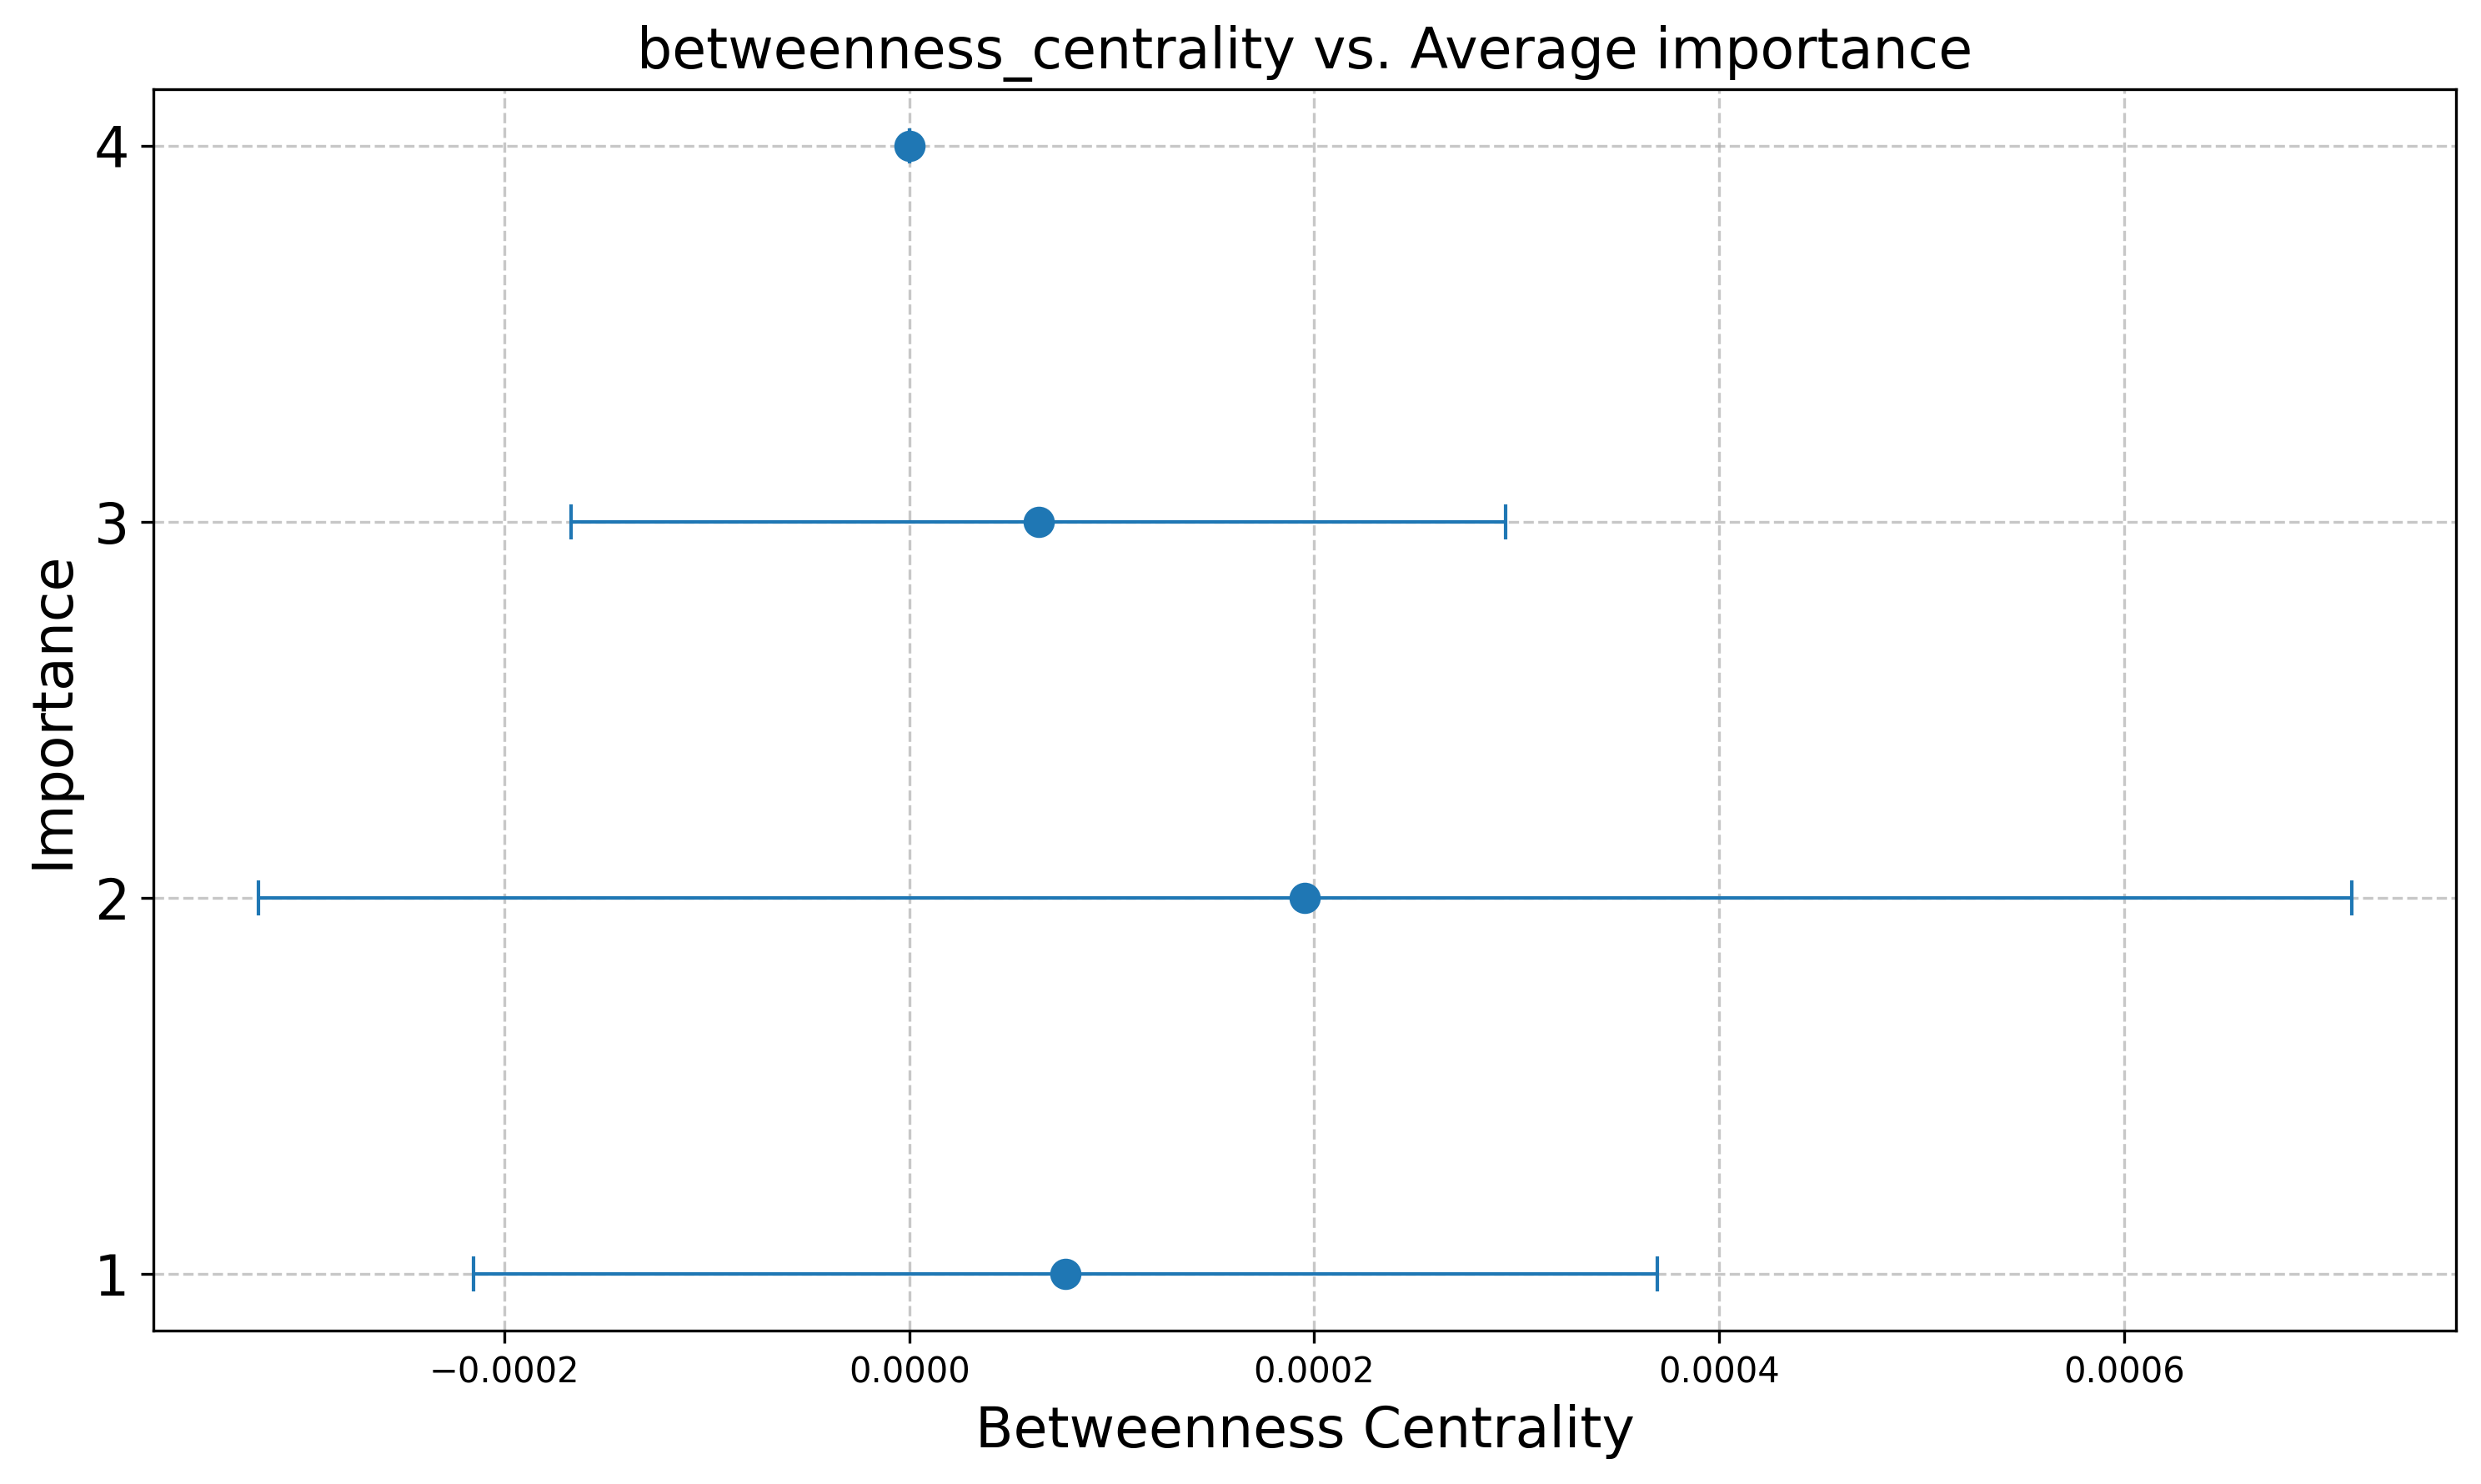 betweenness_centrality vs. Average importance
4
3
2
1
Importance
−0.0002 0.0000 0.0002 0.0004 0.0006
Betweenness Centrality